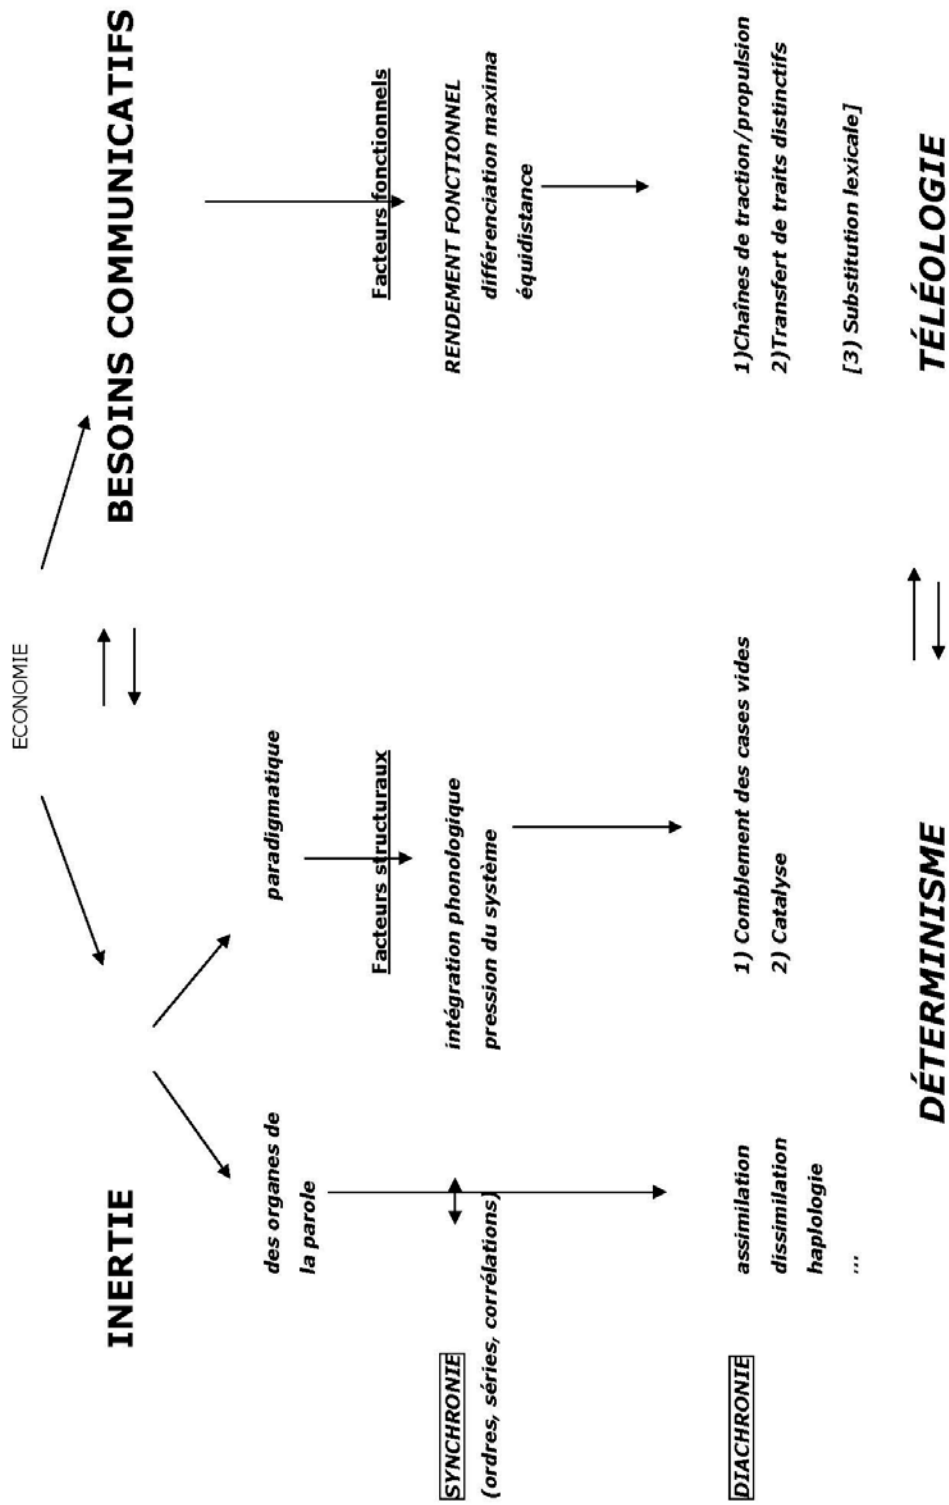 ECONOMIE
INERTIE
BESOINS COMMUNICATIFS
des organes de
la parole
paradigmatique
Facteurs structuraux
Facteurs fonctionnels
SYNCHRONIE
(ordres, séries, corrélations)
intégration phonologique
pression du système
RENDEMENT FONCTIONNEL
différenciation maxima
équidistance
DIACHRONIE
assimilation
dissimilation
haplologie
...
1) Comblement des cases vides
2) Catalyse
1)Chaînes de traction/propulsion
2)Transfert de traits distinctifs
[3) Substitution lexicale]
DÉTERMINISME
TÉLÉOLOGIE